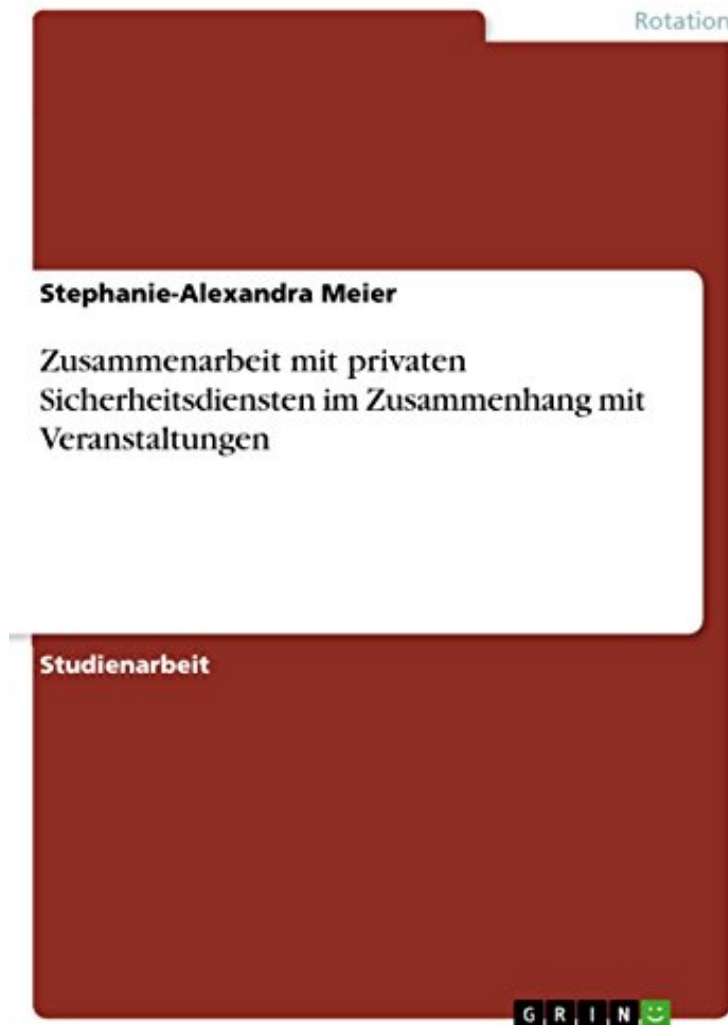 Rotation
Stephanie-Alexandra Meier
Zusammenarbeit mit privaten
Sicherheitsdiensten im Zusammenhang mit
Veranstaltungen
Studienarbeit
GRIN